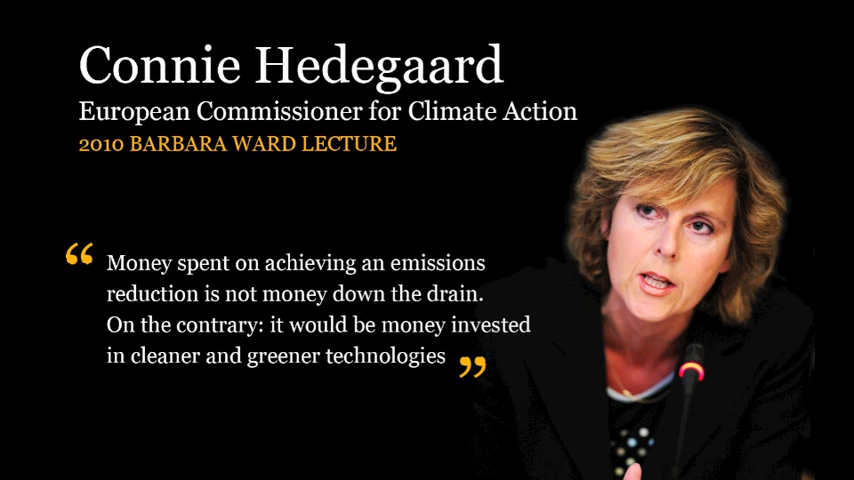 Connie Hedegaard
European Commissioner for Climate Action
2010 BARBARA WARD LECTURE
“ Money spent on achieving an emissions
reduction is not money down the drain.
On the contrary: it would be money invested
in cleaner and greener technologies ”